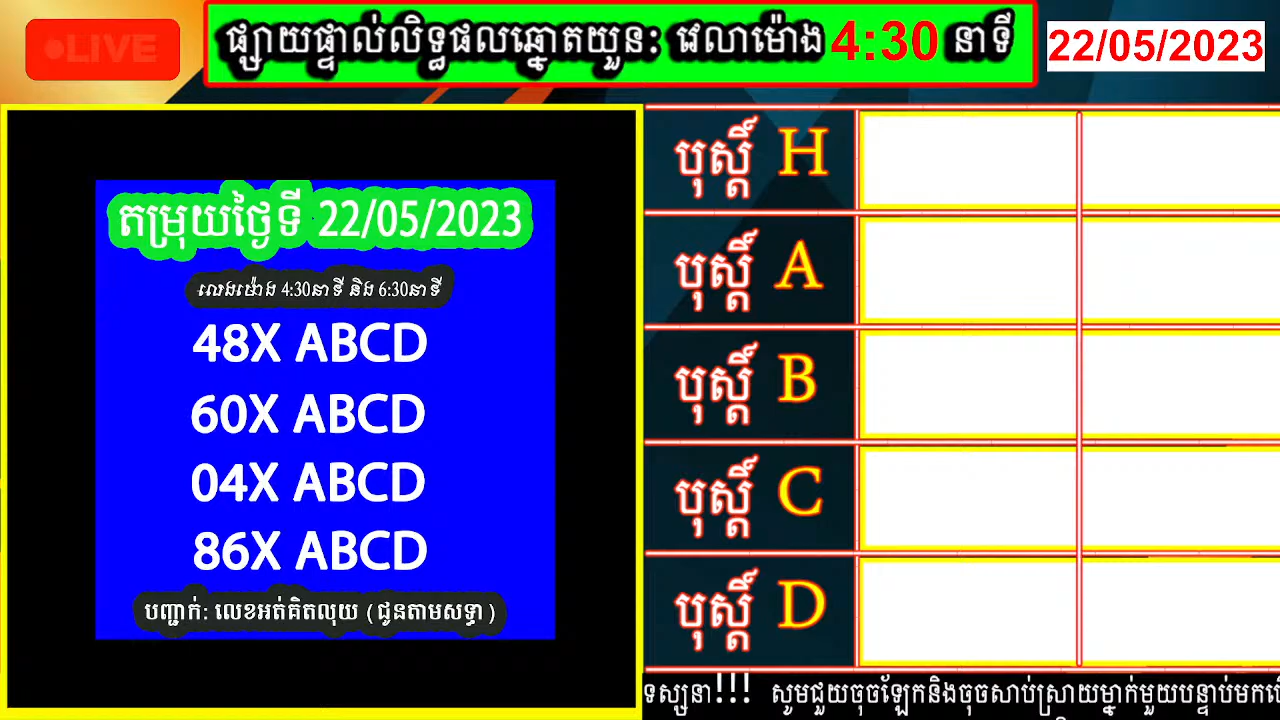 LIVE
ផ្សាយផ្ទាល់លិទ្ធផលឆ្នោតយួន: វេលាម៉ោង 4:30 នាទី
22/05/2023
តម្រុយថ្ងៃទី 22/05/2023
លេងម៉ោង 4:30នាទី និង 6:30នាទី
48X ABCD
60X ABCD
04X ABCD
86X ABCD
បញ្ជាក់: លេខអត់គិតលុយ (ជូនតាមសទ្ធា)
បុស្តិ៍ H
បុស្តិ៍ A
បុស្តិ៍ B
បុស្តិ៍ C
បុស្តិ៍ D
ទស្សនា!!! សូមជួយចុចឡែកនិងចុចសាប់ស្រាយម្នាក់មួយបន្ទាប់មក